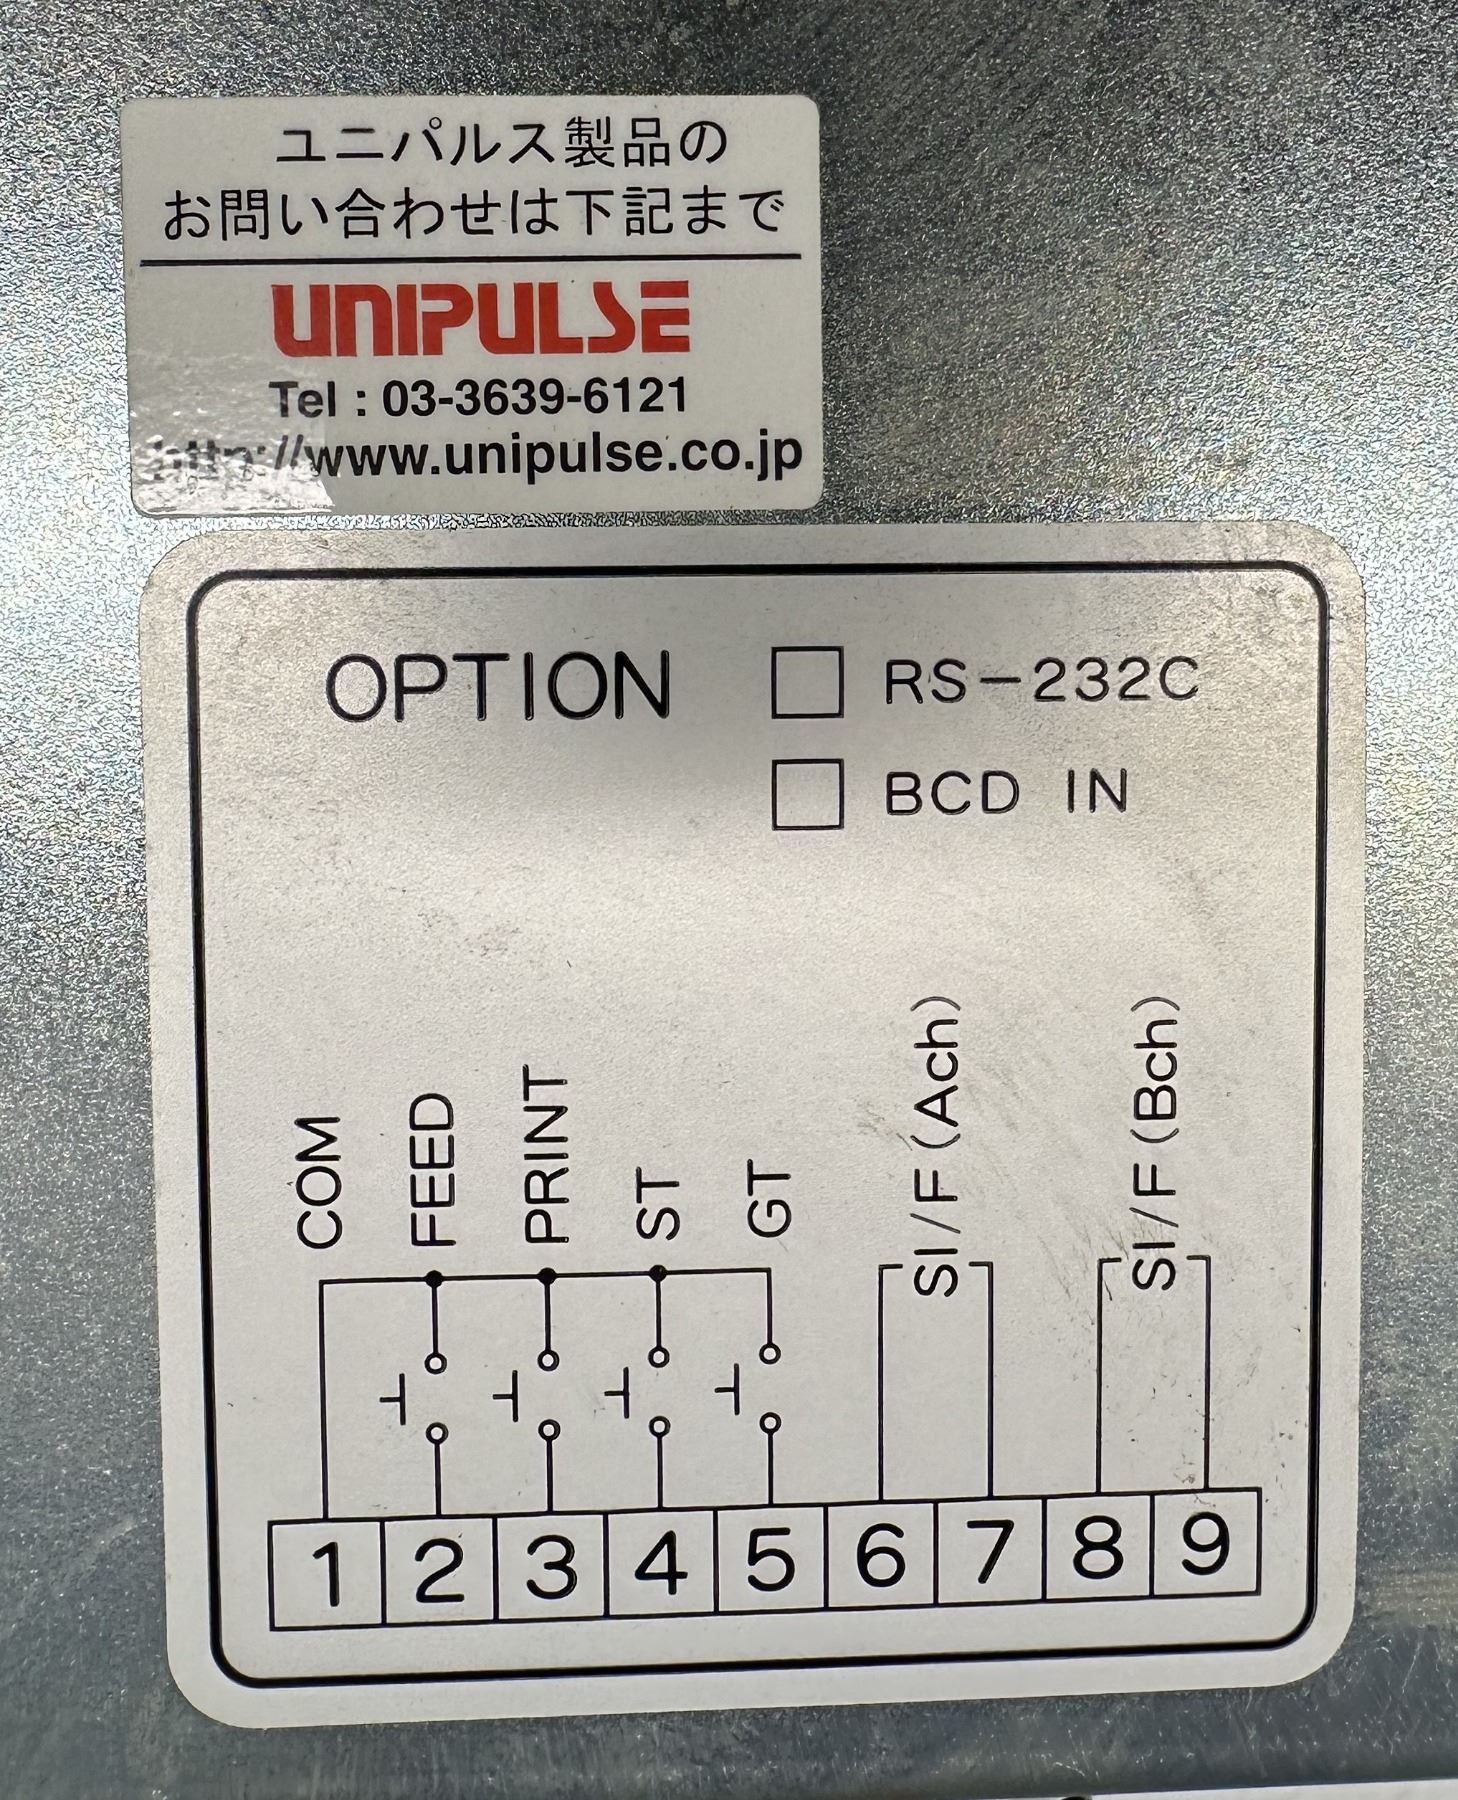 ユニパルス製品の
お問い合わせは下記まで
UNIPULSE
Tel : 03-3639-6121
http://www.unipulse.co.jp
OPTION
RS-232C
BCD IN
COM
FEED
PRINT
ST
GT
SI/F (Ach)
SI/F (Bch)
1 2 3 4 5 6 7 8 9